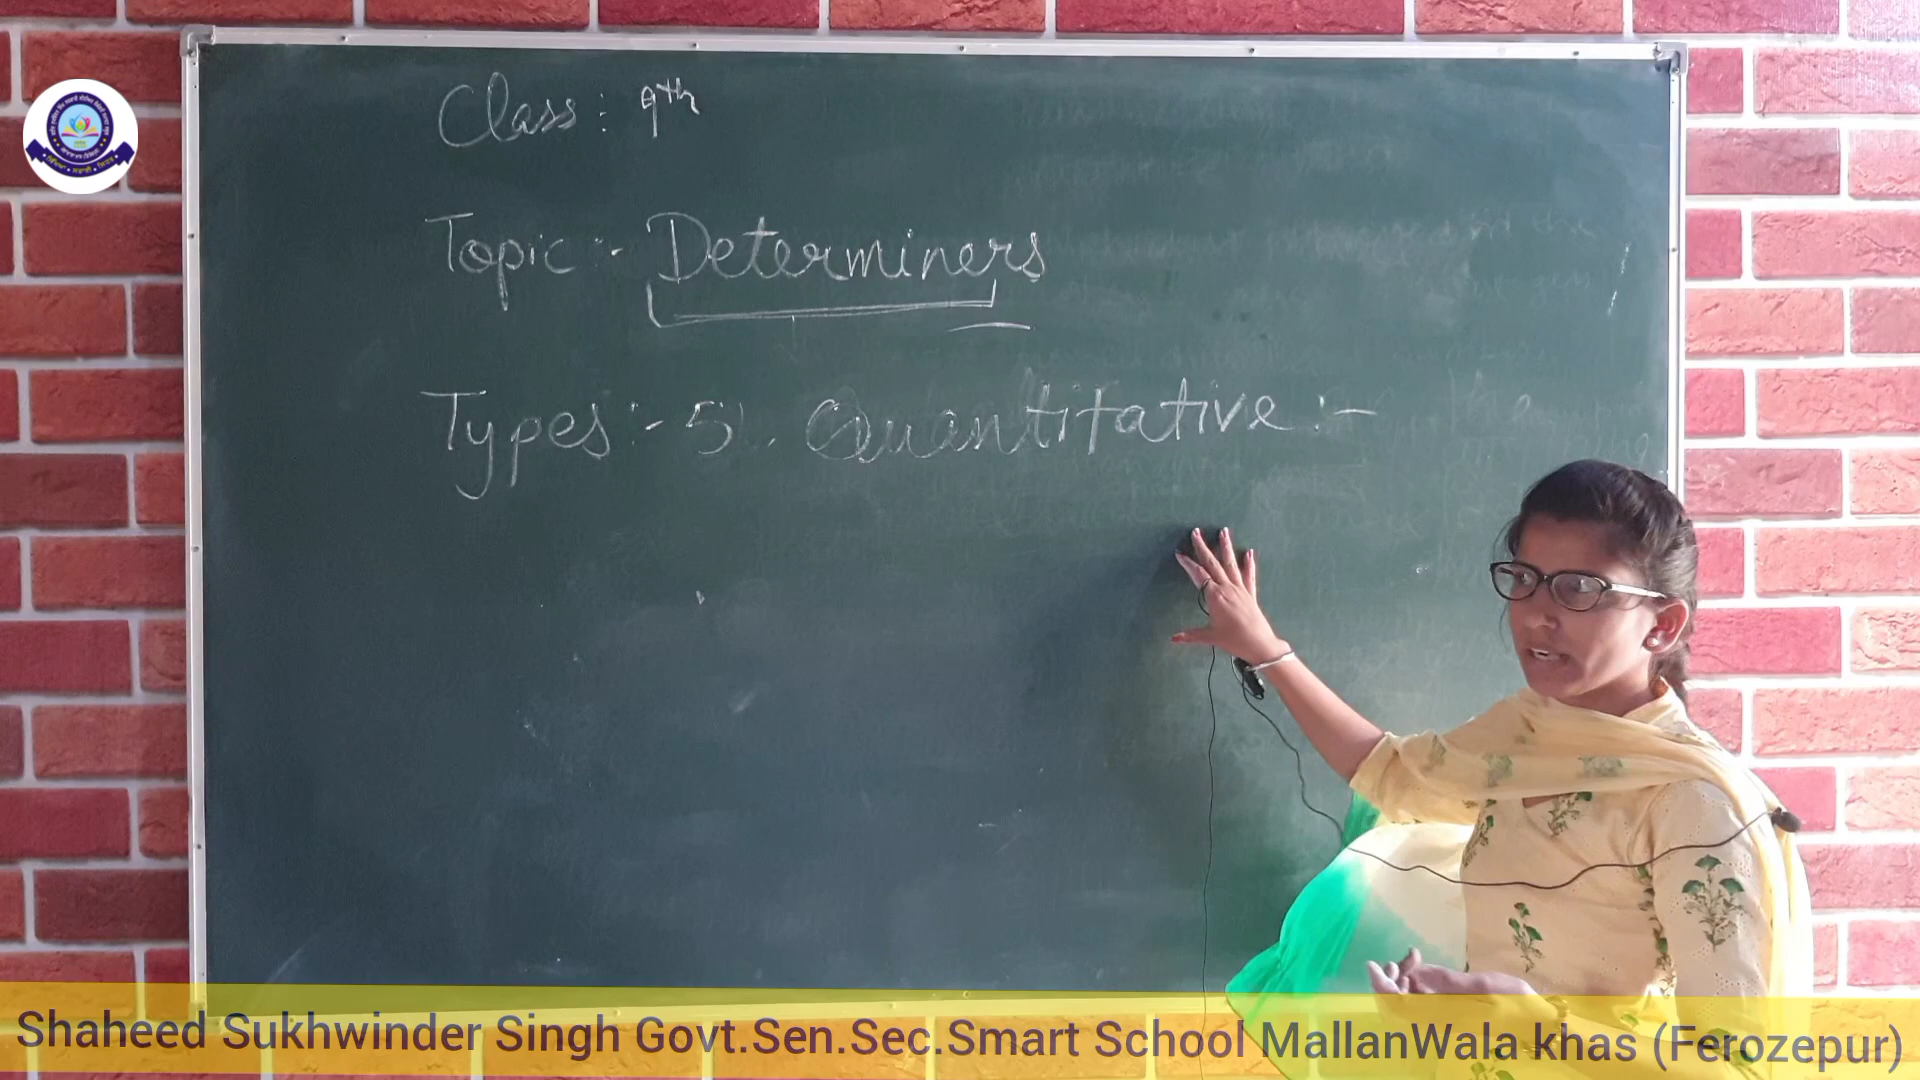 Class : 9th
Topic :- Determiners
Types :- 5. Quantitative :-
Shaheed Sukhwinder Singh Govt.Sen.Sec.Smart School MallanWala khas (Ferozepur)